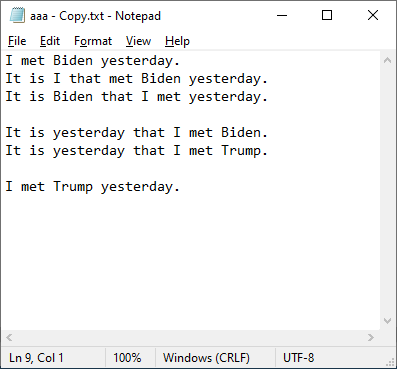 aaa - Copy.txt - Notepad
File Edit Format View Help
I met Biden yesterday.
It is I that met Biden yesterday.
It is Biden that I met yesterday.

It is yesterday that I met Biden.
It is yesterday that I met Trump.

I met Trump yesterday.
Ln 9, Col 1 100% Windows (CRLF) UTF-8